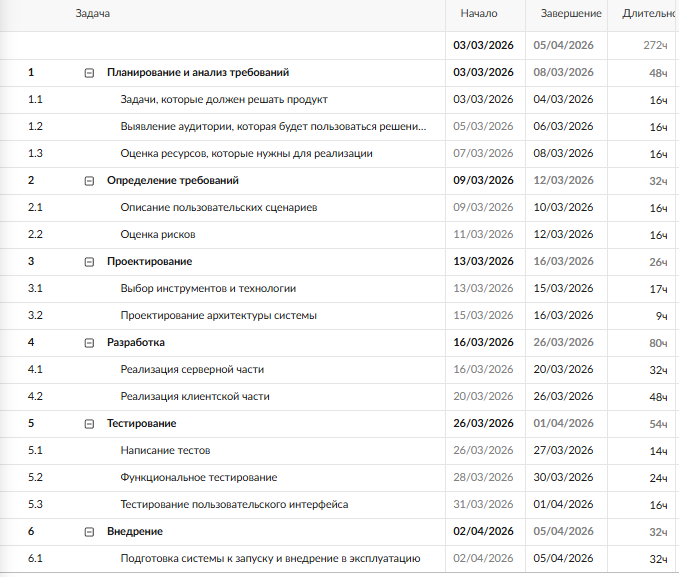 Задача Начало Завершение Длительно
03/03/2026 05/04/2026 272ч
1 Планирование и анализ требований 03/03/2026 08/03/2026 48ч
1.1 Задачи, которые должен решать продукт 03/03/2026 04/03/2026 16ч
1.2 Выявление аудитории, которая будет пользоваться решени... 05/03/2026 06/03/2026 16ч
1.3 Оценка ресурсов, которые нужны для реализации 07/03/2026 08/03/2026 16ч
2 Определение требований 09/03/2026 12/03/2026 32ч
2.1 Описание пользовательских сценариев 09/03/2026 10/03/2026 16ч
2.2 Оценка рисков 11/03/2026 12/03/2026 16ч
3 Проектирование 13/03/2026 16/03/2026 26ч
3.1 Выбор инструментов и технологии 13/03/2026 15/03/2026 17ч
3.2 Проектирование архитектуры системы 15/03/2026 16/03/2026 9ч
4 Разработка 16/03/2026 26/03/2026 80ч
4.1 Реализация серверной части 16/03/2026 20/03/2026 32ч
4.2 Реализация клиентской части 20/03/2026 26/03/2026 48ч
5 Тестирование 26/03/2026 01/04/2026 54ч
5.1 Написание тестов 26/03/2026 27/03/2026 14ч
5.2 Функциональное тестирование 28/03/2026 30/03/2026 24ч
5.3 Тестирование пользовательского интерфейса 31/03/2026 01/04/2026 16ч
6 Внедрение 02/04/2026 05/04/2026 32ч
6.1 Подготовка системы к запуску и внедрение в эксплуатацию 02/04/2026 05/04/2026 32ч